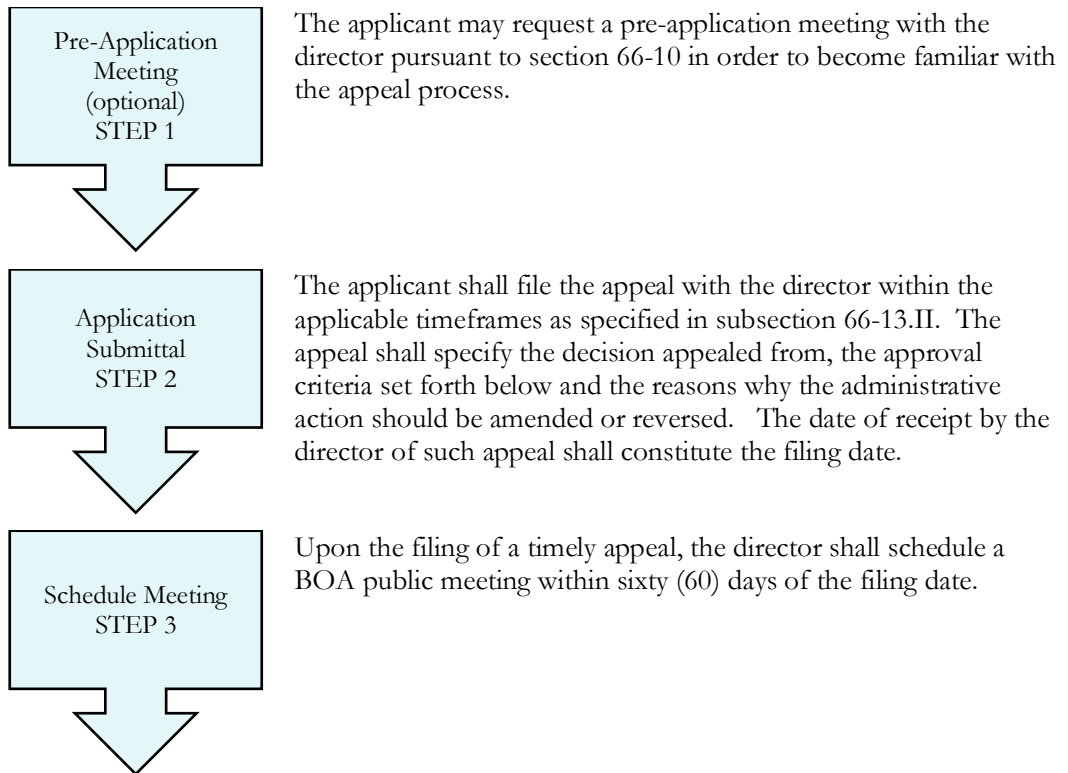 Pre-Application
Meeting
(optional)
STEP 1
The applicant may request a pre-application meeting with the
director pursuant to section 66-10 in order to become familiar with
the appeal process.
Application
Submittal
STEP 2
The applicant shall file the appeal with the director within the
applicable timeframes as specified in subsection 66-13.II.  The
appeal shall specify the decision appealed from, the approval
criteria set forth below and the reasons why the administrative
action should be amended or reversed.   The date of receipt by the
director of such appeal shall constitute the filing date.
Schedule Meeting
STEP 3
Upon the filing of a timely appeal, the director shall schedule a
BOA public meeting within sixty (60) days of the filing date.